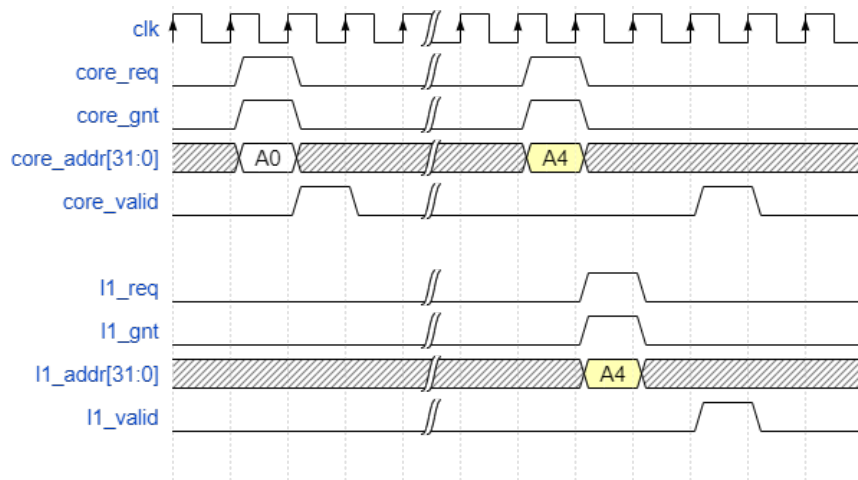 clk
core_req
core_gnt
core_addr[31:0] A0 A4
core_valid
l1_req
l1_gnt
l1_addr[31:0] A4
l1_valid